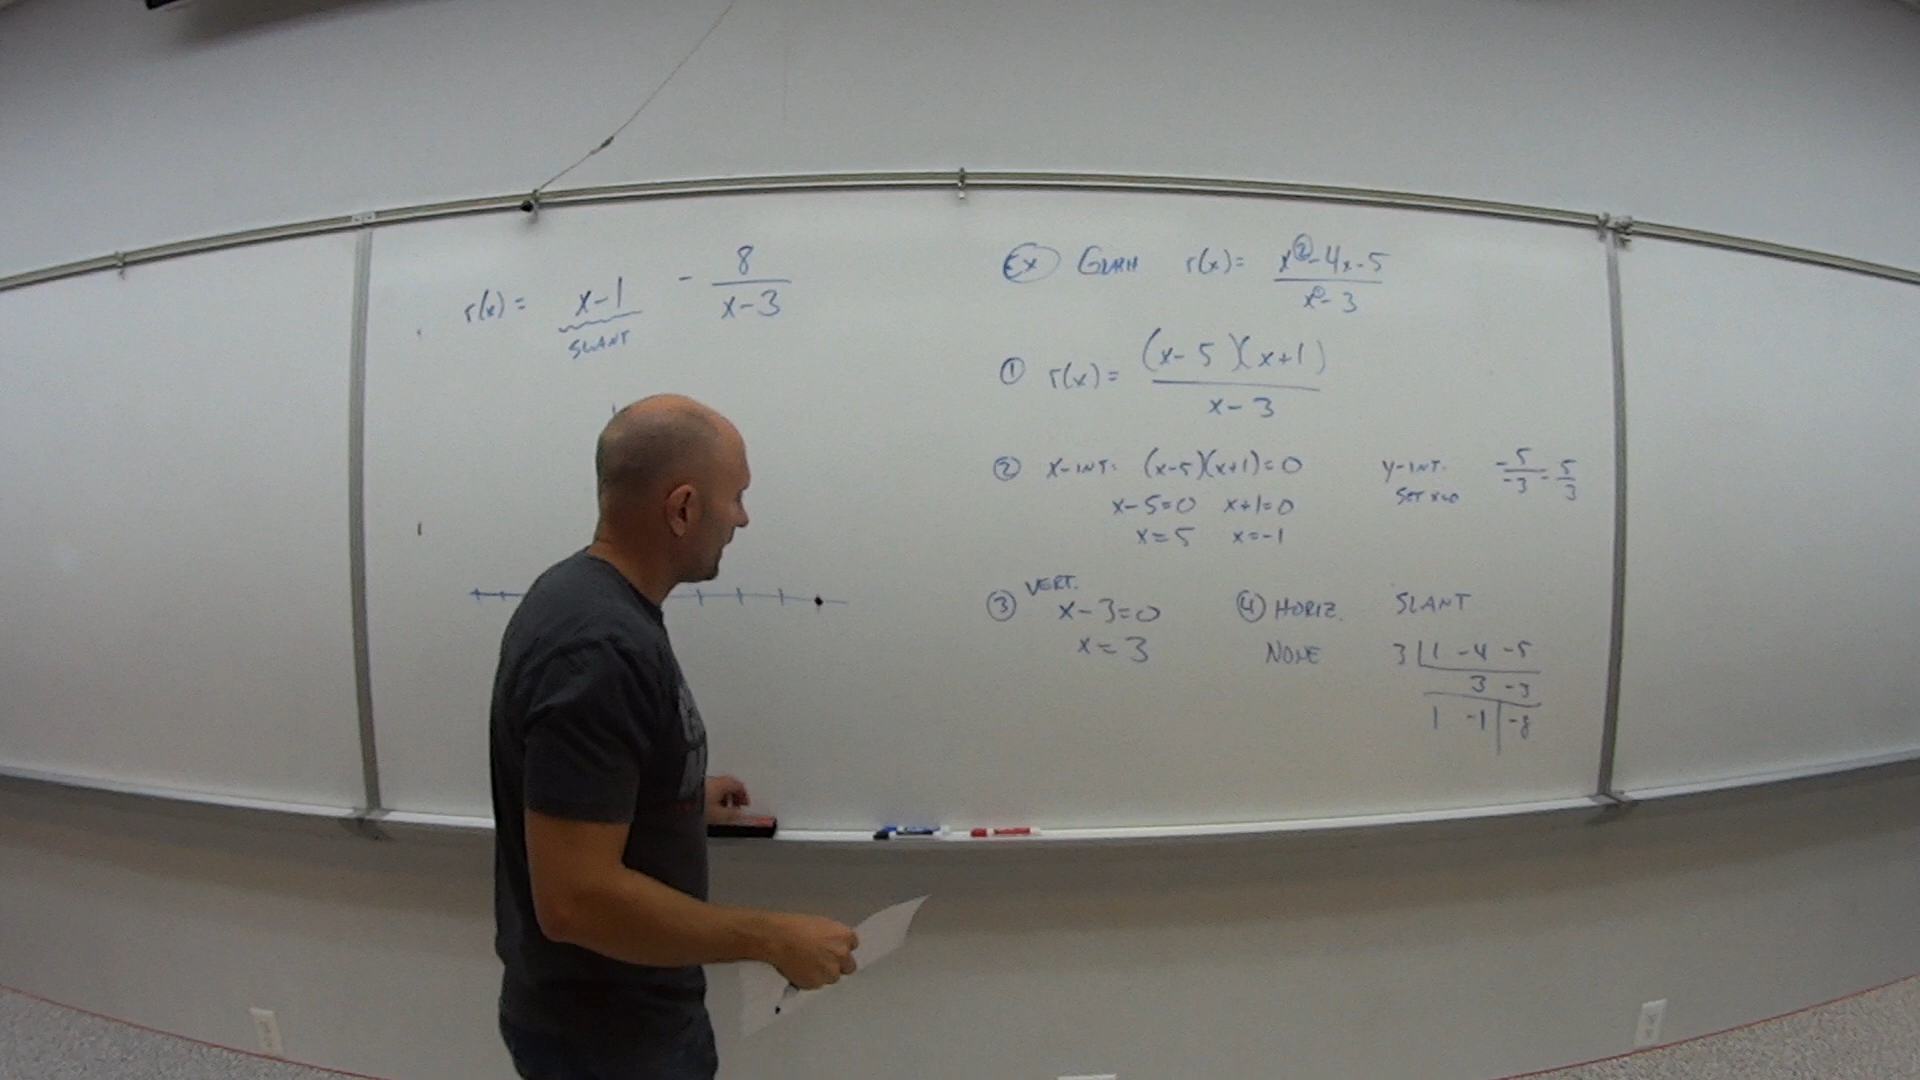 r(x) = x-1 - 8/(x-3)
SLANT
Ex GRAPH r(x) = (x²-4x-5)/(x-3)
① r(x) = (x-5)(x+1)/(x-3)
② x-INT: (x-5)(x+1)=0
x-5=0 x+1=0
x=5 x=-1
y-INT.
SET x=0
-5/-3 = 5/3
③ VERT.
x-3=0
x=3
④ HORIZ.
NONE
SLANT
3 | 1 -4 -5
3 -3
1 -1 | -8